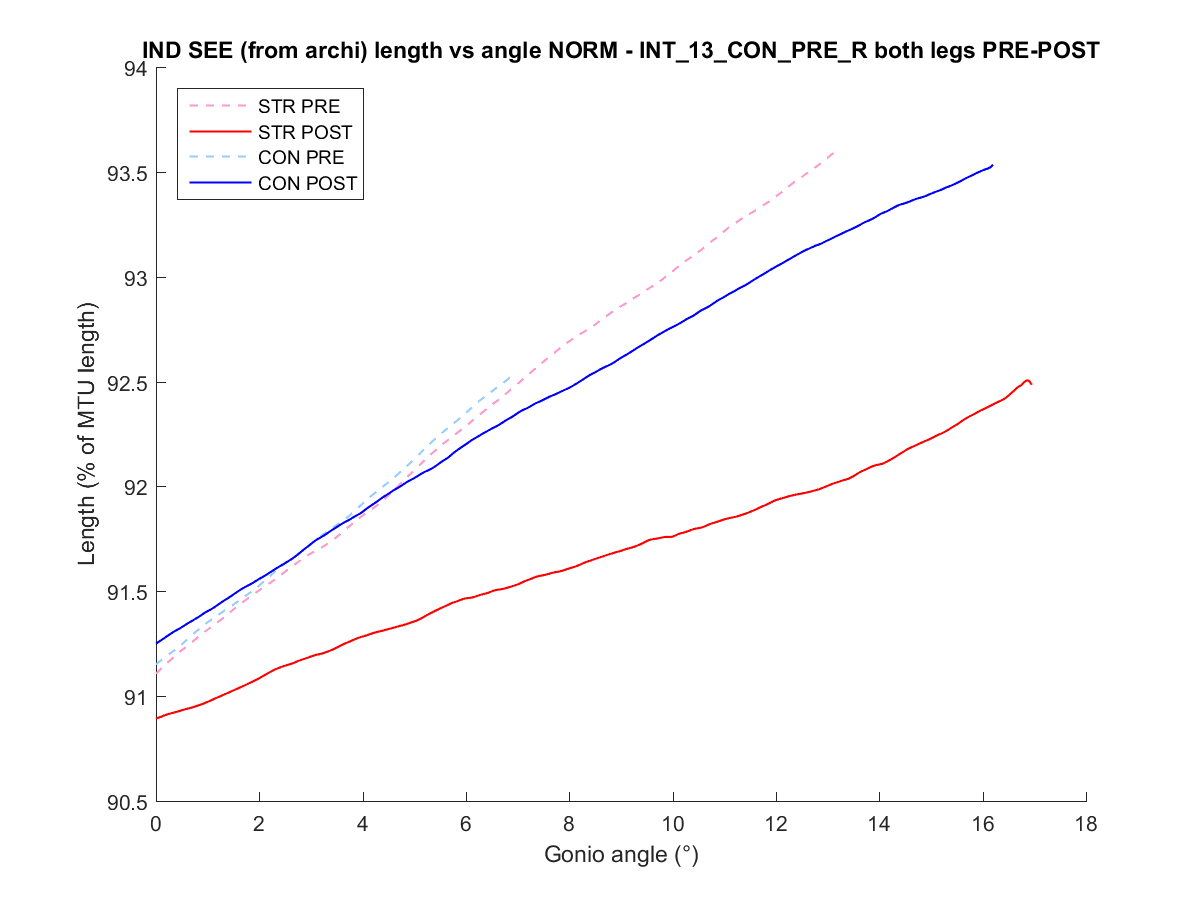 IND SEE (from archi) length vs angle NORM - INT_13_CON_PRE_R both legs PRE-POST
94
93.5
93
92.5
92
91.5
91
90.5
Length (% of MTU length)
STR PRE
STR POST
CON PRE
CON POST
0 2 4 6 8 10 12 14 16 18
Gonio angle (°)